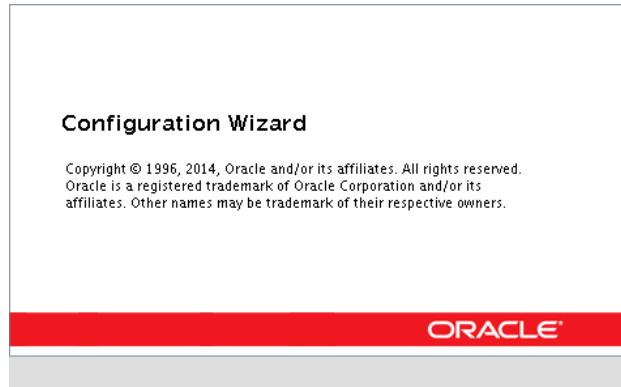 Configuration Wizard
Copyright © 1996, 2014, Oracle and/or its affiliates. All rights reserved.
Oracle is a registered trademark of Oracle Corporation and/or its
affiliates. Other names may be trademark of their respective owners.
ORACLE